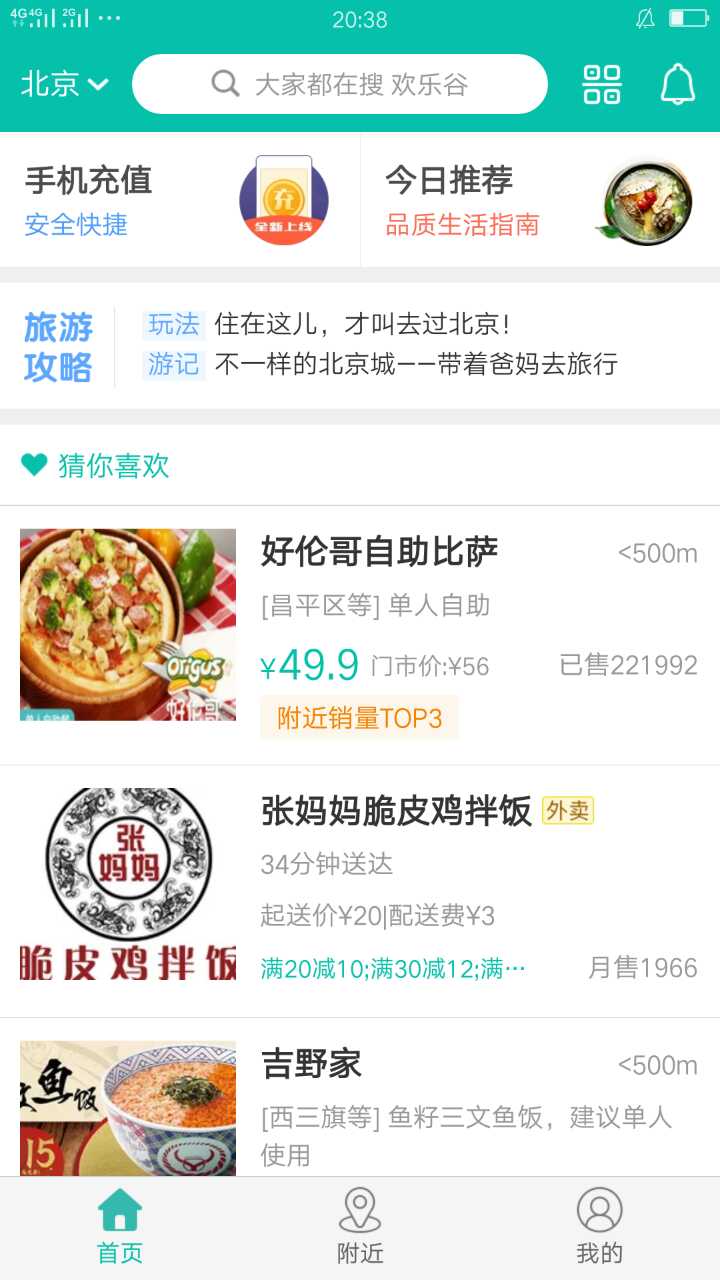 4G 4G 2G 20:38
北京 大家都在搜 欢乐谷
手机充值
安全快捷
充
全新上线
今日推荐
品质生活指南
旅游
攻略
玩法 住在这儿，才叫去过北京！
游记 不一样的北京城——带着爸妈去旅行
猜你喜欢
Origus
好伦哥自助比萨 <500m
[昌平区等] 单人自助
¥49.9 门市价:¥56 已售221992
附近销量TOP3
张
妈妈
脆皮鸡拌饭
张妈妈脆皮鸡拌饭 外卖
34分钟送达
起送价¥20|配送费¥3
满20减10;满30减12;满… 月售1966
鱼饭
15
吉野家 <500m
[西三旗等] 鱼籽三文鱼饭，建议单人
使用
首页 附近 我的